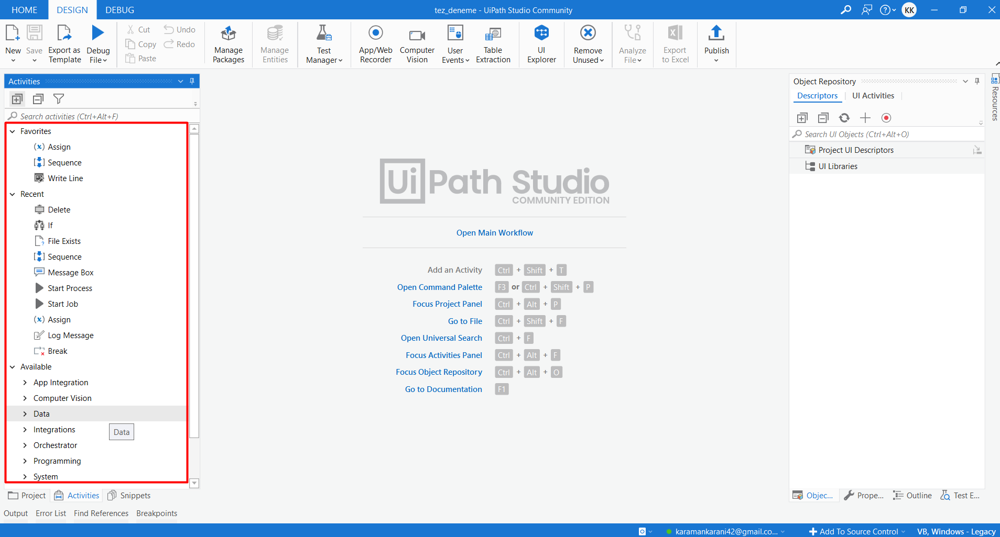 HOME DESIGN DEBUG tez_deneme - UiPath Studio Community KK
New Save Export as Template Debug File
Cut Undo
Copy Redo
Paste
Manage Packages
Manage Entities
Test Manager
App/Web Recorder
Computer Vision
User Events
Table Extraction
UI Explorer
Remove Unused
Analyze File
Export to Excel
Publish
Activities
Search activities (Ctrl+Alt+F)
Favorites
Assign
Sequence
Write Line
Recent
Delete
If
File Exists
Sequence
Message Box
Start Process
Start Job
Assign
Log Message
Break
Available
App Integration
Computer Vision
Data
Integrations
Data
Orchestrator
Programming
System
Project Activities Snippets
Output Error List Find References Breakpoints
UiPath Studio
COMMUNITY EDITION
Open Main Workflow
Add an Activity Ctrl + Shift + T
Open Command Palette F3 or Ctrl + Shift + P
Focus Project Panel Ctrl + Alt + P
Go to File Ctrl + Shift + F
Open Universal Search Ctrl + F
Focus Activities Panel Ctrl + Alt + F
Focus Object Repository Ctrl + Alt + O
Go to Documentation F1
Object Repository
Descriptors UI Activities
Search UI Objects (Ctrl+Alt+O)
Project UI Descriptors
UI Libraries
Resources
Objec... Prope... Outline Test E...
karamankarani42@gmail.co... Add To Source Control VB, Windows - Legacy